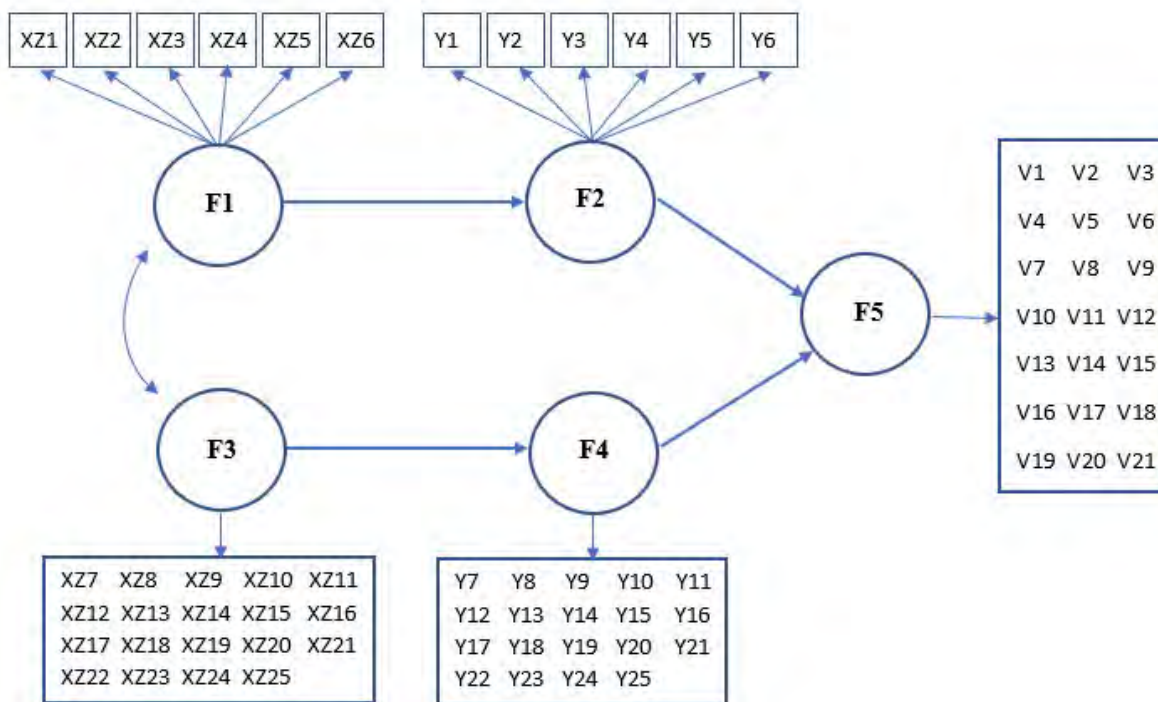 XZ1 XZ2 XZ3 XZ4 XZ5 XZ6
Y1 Y2 Y3 Y4 Y5 Y6
F1
F2
F3
F4
F5
V1 V2 V3
V4 V5 V6
V7 V8 V9
V10 V11 V12
V13 V14 V15
V16 V17 V18
V19 V20 V21
XZ7 XZ8 XZ9 XZ10 XZ11
XZ12 XZ13 XZ14 XZ15 XZ16
XZ17 XZ18 XZ19 XZ20 XZ21
XZ22 XZ23 XZ24 XZ25
Y7 Y8 Y9 Y10 Y11
Y12 Y13 Y14 Y15 Y16
Y17 Y18 Y19 Y20 Y21
Y22 Y23 Y24 Y25